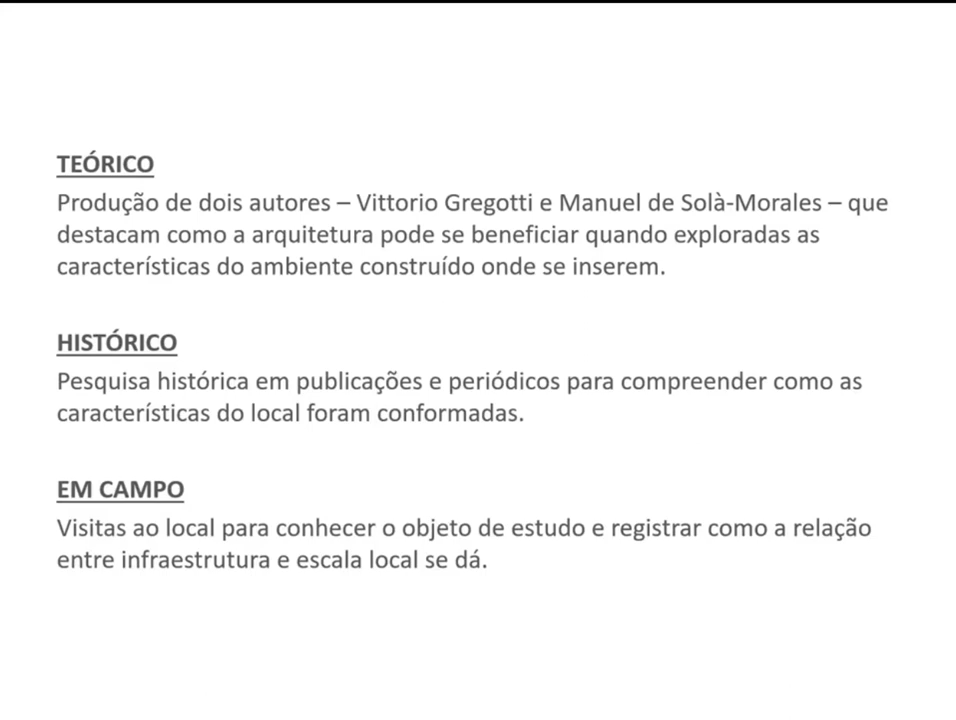 TEÓRICO
Produção de dois autores – Vittorio Gregotti e Manuel de Solà-Morales – que
destacam como a arquitetura pode se beneficiar quando exploradas as
características do ambiente construído onde se inserem.
HISTÓRICO
Pesquisa histórica em publicações e periódicos para compreender como as
características do local foram conformadas.
EM CAMPO
Visitas ao local para conhecer o objeto de estudo e registrar como a relação
entre infraestrutura e escala local se dá.